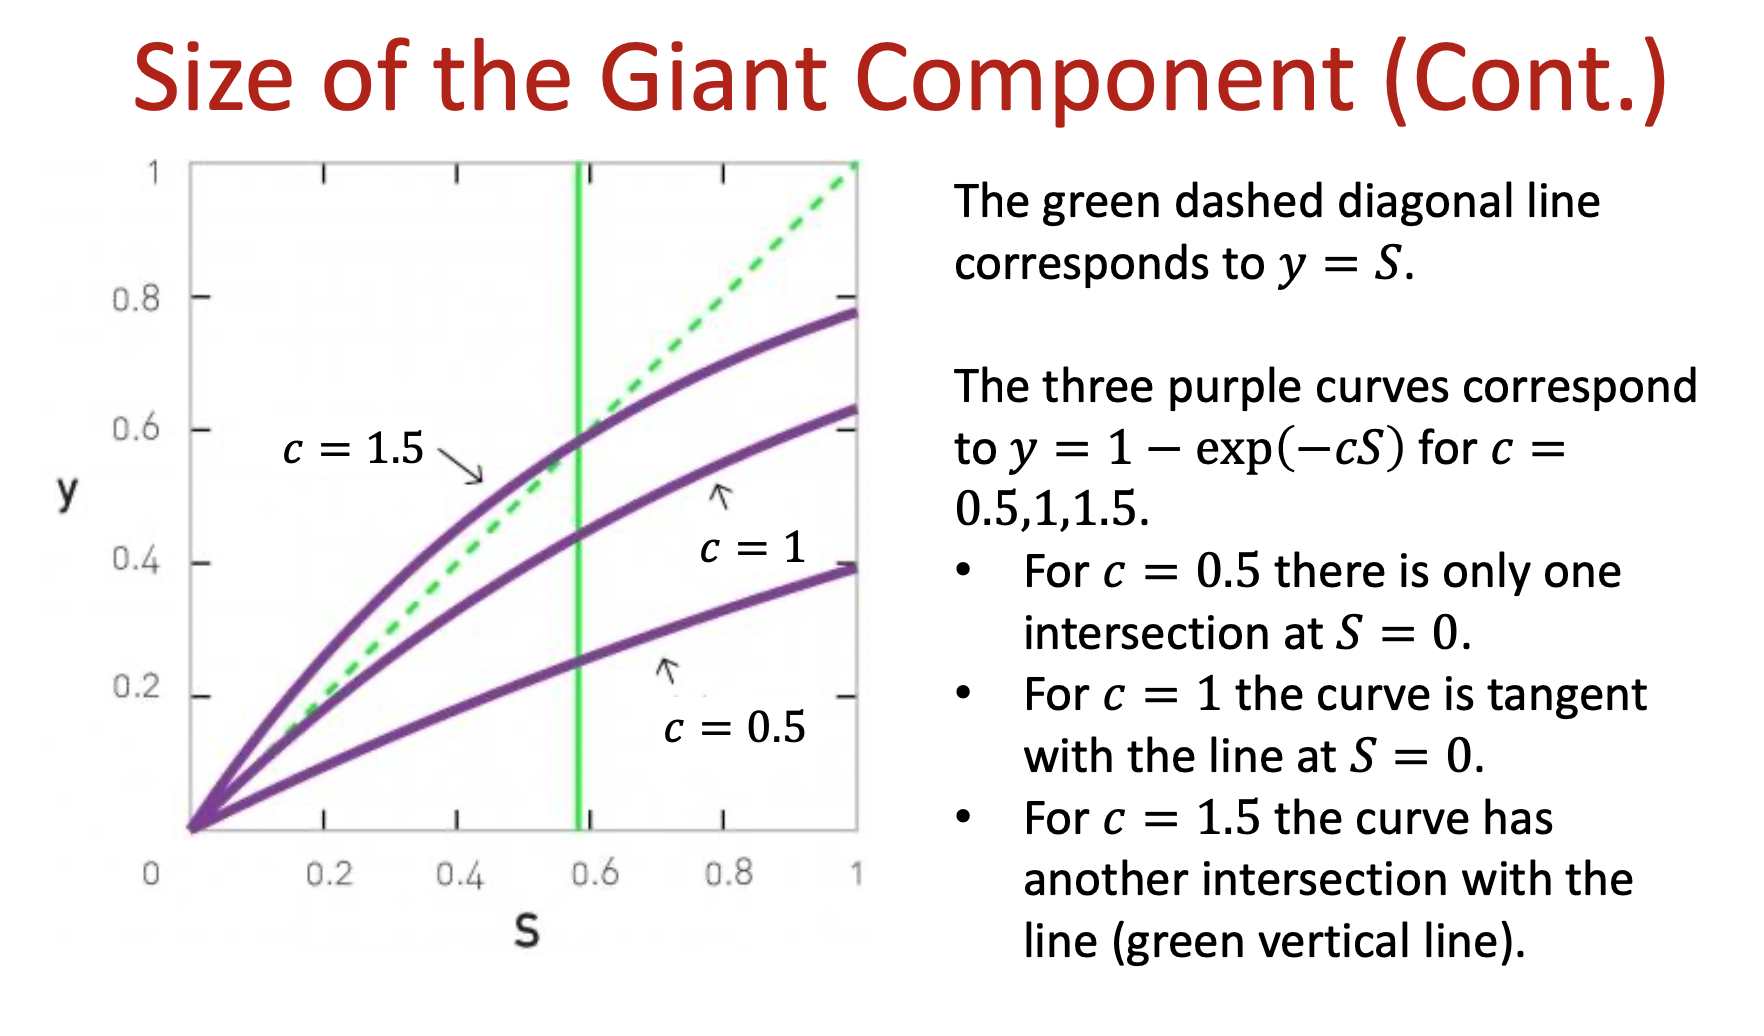 Size of the Giant Component (Cont.)
1
0.8
0.6
0.4
0.2
0
0.2
0.4
0.6
0.8
1
y
S
c = 1.5
c = 1
c = 0.5
The green dashed diagonal line
corresponds to y = S.
The three purple curves correspond
to y = 1 − exp(−cS) for c =
0.5,1,1.5.
• For c = 0.5 there is only one
intersection at S = 0.
• For c = 1 the curve is tangent
with the line at S = 0.
• For c = 1.5 the curve has
another intersection with the
line (green vertical line).